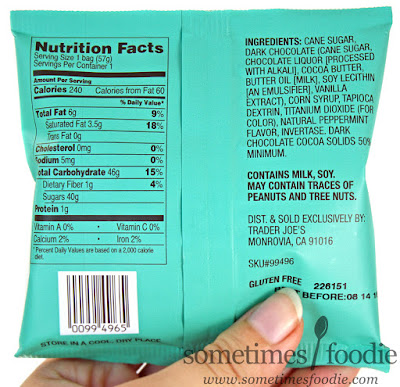 Nutrition Facts
Serving Size 1 bag (57g)
Servings Per Container 1
Amount Per Serving
Calories 240 Calories from Fat 60
% Daily Value*
Total Fat 6g 9%
Saturated Fat 3.5g 18%
Trans Fat 0g
Cholesterol 0mg 0%
Sodium 5mg 0%
Total Carbohydrate 46g 15%
Dietary Fiber 1g 4%
Sugars 40g
Protein 1g
Vitamin A 0% • Vitamin C 0%
Calcium 2% • Iron 2%
* Percent Daily Values are based on a 2,000 calorie
diet.
0099 4965
STORE IN A COOL, DRY PLACE
INGREDIENTS: CANE SUGAR,
DARK CHOCOLATE (CANE SUGAR,
CHOCOLATE LIQUOR [PROCESSED
WITH ALKALI], COCOA BUTTER,
BUTTER OIL [MILK], SOY LECITHIN
[AN EMULSIFIER], VANILLA
EXTRACT), CORN SYRUP, TAPIOCA
DEXTRIN, TITANIUM DIOXIDE (FOR
COLOR), NATURAL PEPPERMINT
FLAVOR, INVERTASE. DARK
CHOCOLATE COCOA SOLIDS 50%
MINIMUM.
CONTAINS MILK, SOY.
MAY CONTAIN TRACES OF
PEANUTS AND TREE NUTS.
DIST. & SOLD EXCLUSIVELY BY:
TRADER JOE'S
MONROVIA, CA 91016
SKU#99496
GLUTEN FREE 226151
BEFORE: 08 14
sometimes foodie
www.sometimesfoodie.com